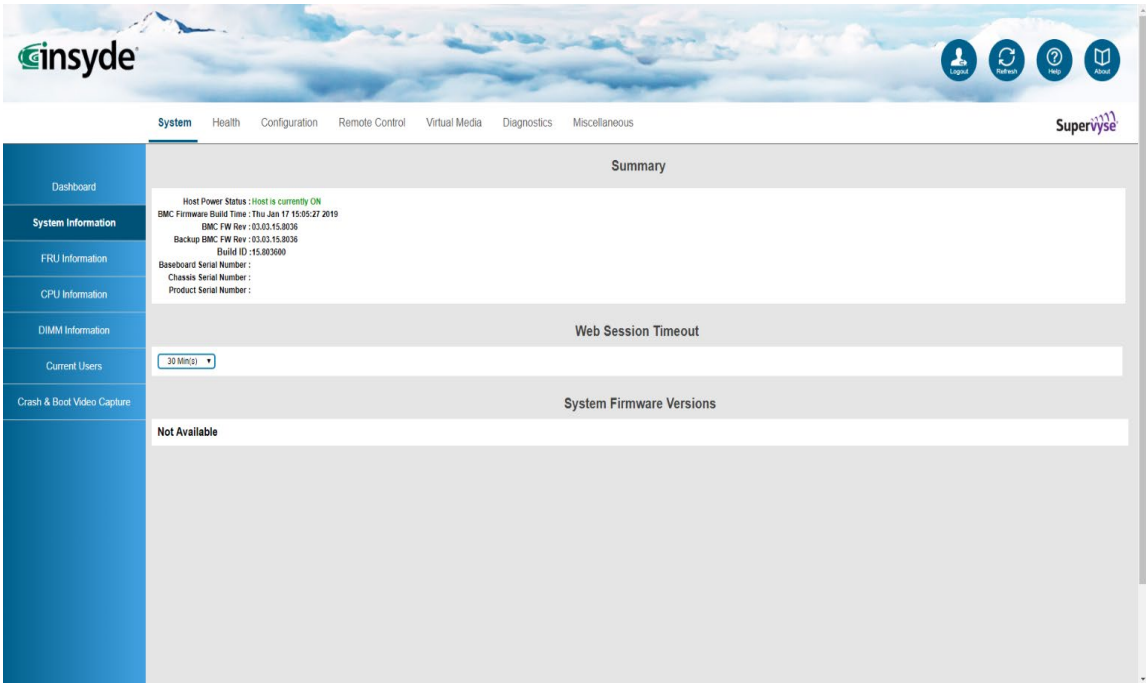 insyde
Logout
Refresh
Help
About
System Health Configuration Remote Control Virtual Media Diagnostics Miscellaneous
Supervyse
Dashboard
System Information
FRU Information
CPU Information
DIMM Information
Current Users
Crash & Boot Video Capture
Summary
Host Power Status : Host is currently ON
BMC Firmware Build Time : Thu Jan 17 15:05:27 2019
BMC FW Rev : 03.03.15.8036
Backup BMC FW Rev : 03.03.15.8036
Build ID :15.803600
Baseboard Serial Number :
Chassis Serial Number :
Product Serial Number :
Web Session Timeout
30 Min(s)
System Firmware Versions
Not Available